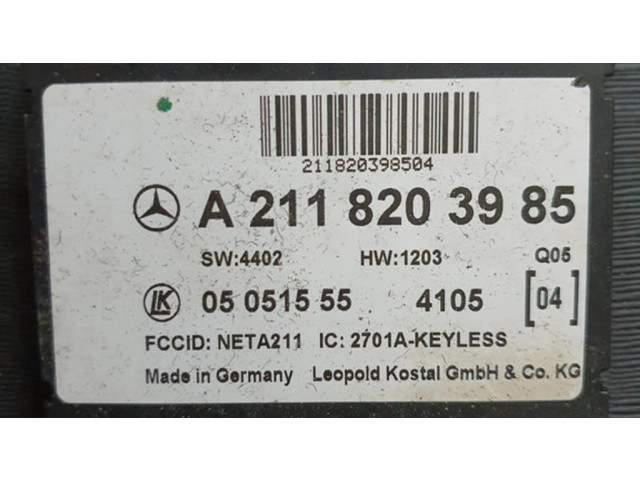 211820398504
A 211 820 39 85
SW:4402 HW:1203 Q05
LK 05 0515 55 4105 [04]
FCCID: NETA211 IC: 2701A-KEYLESS
Made in Germany Leopold Kostal GmbH & Co. KG